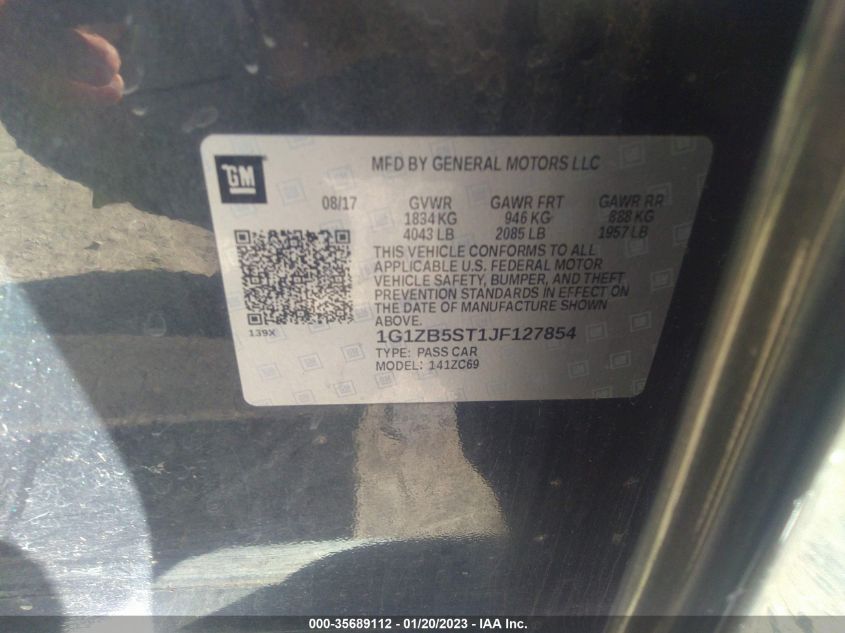 GM
MFD BY GENERAL MOTORS LLC
08/17 GVWR GAWR FRT GAWR RR
1834 KG 946 KG 888 KG
4043 LB 2085 LB 1957 LB
THIS VEHICLE CONFORMS TO ALL
APPLICABLE U.S. FEDERAL MOTOR
VEHICLE SAFETY, BUMPER, AND THEFT
PREVENTION STANDARDS IN EFFECT ON
THE DATE OF MANUFACTURE SHOWN
ABOVE.
139X
1G1ZB5ST1JF127854
TYPE: PASS CAR
MODEL: 141ZC69
000-35689112 - 01/20/2023 - IAA Inc.